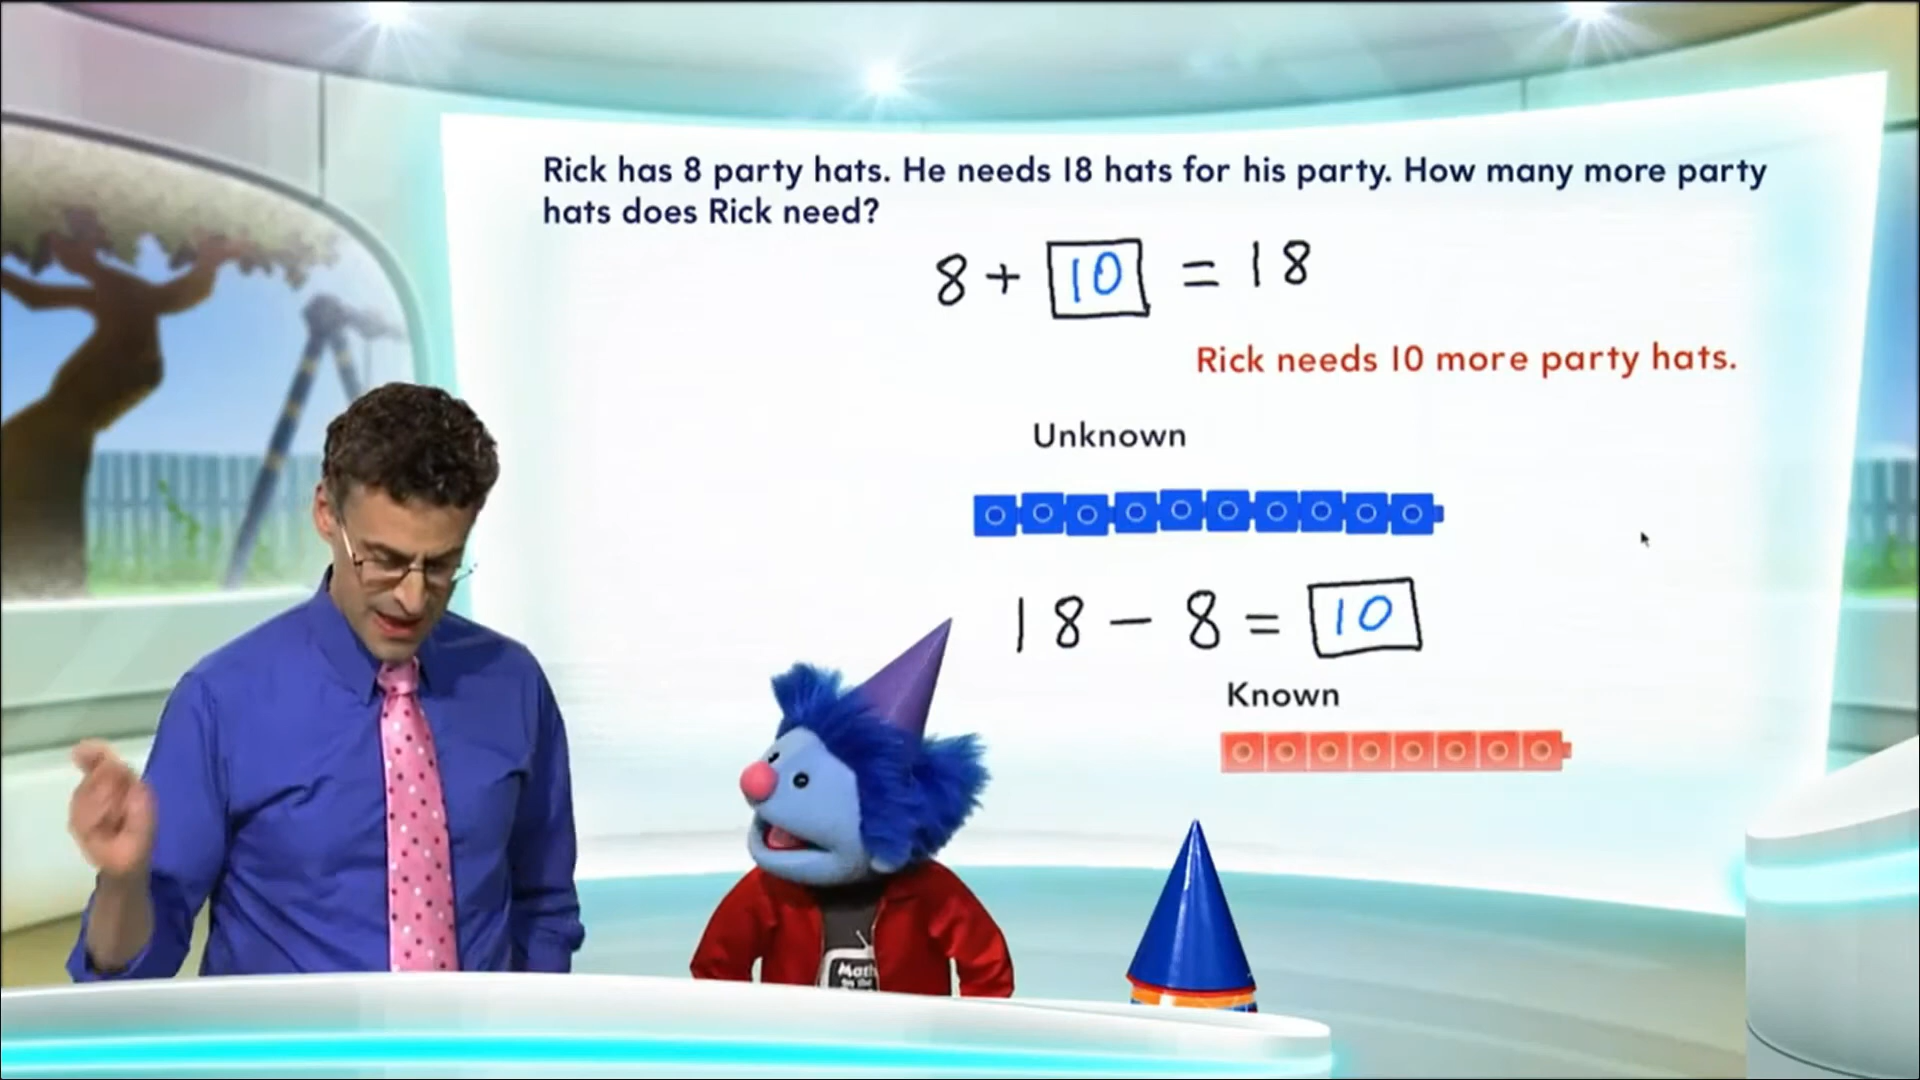 Rick has 8 party hats. He needs 18 hats for his party. How many more party
hats does Rick need?
8 + 10 = 18
Rick needs 10 more party hats.
Unknown
18 - 8 = 10
Known
Math